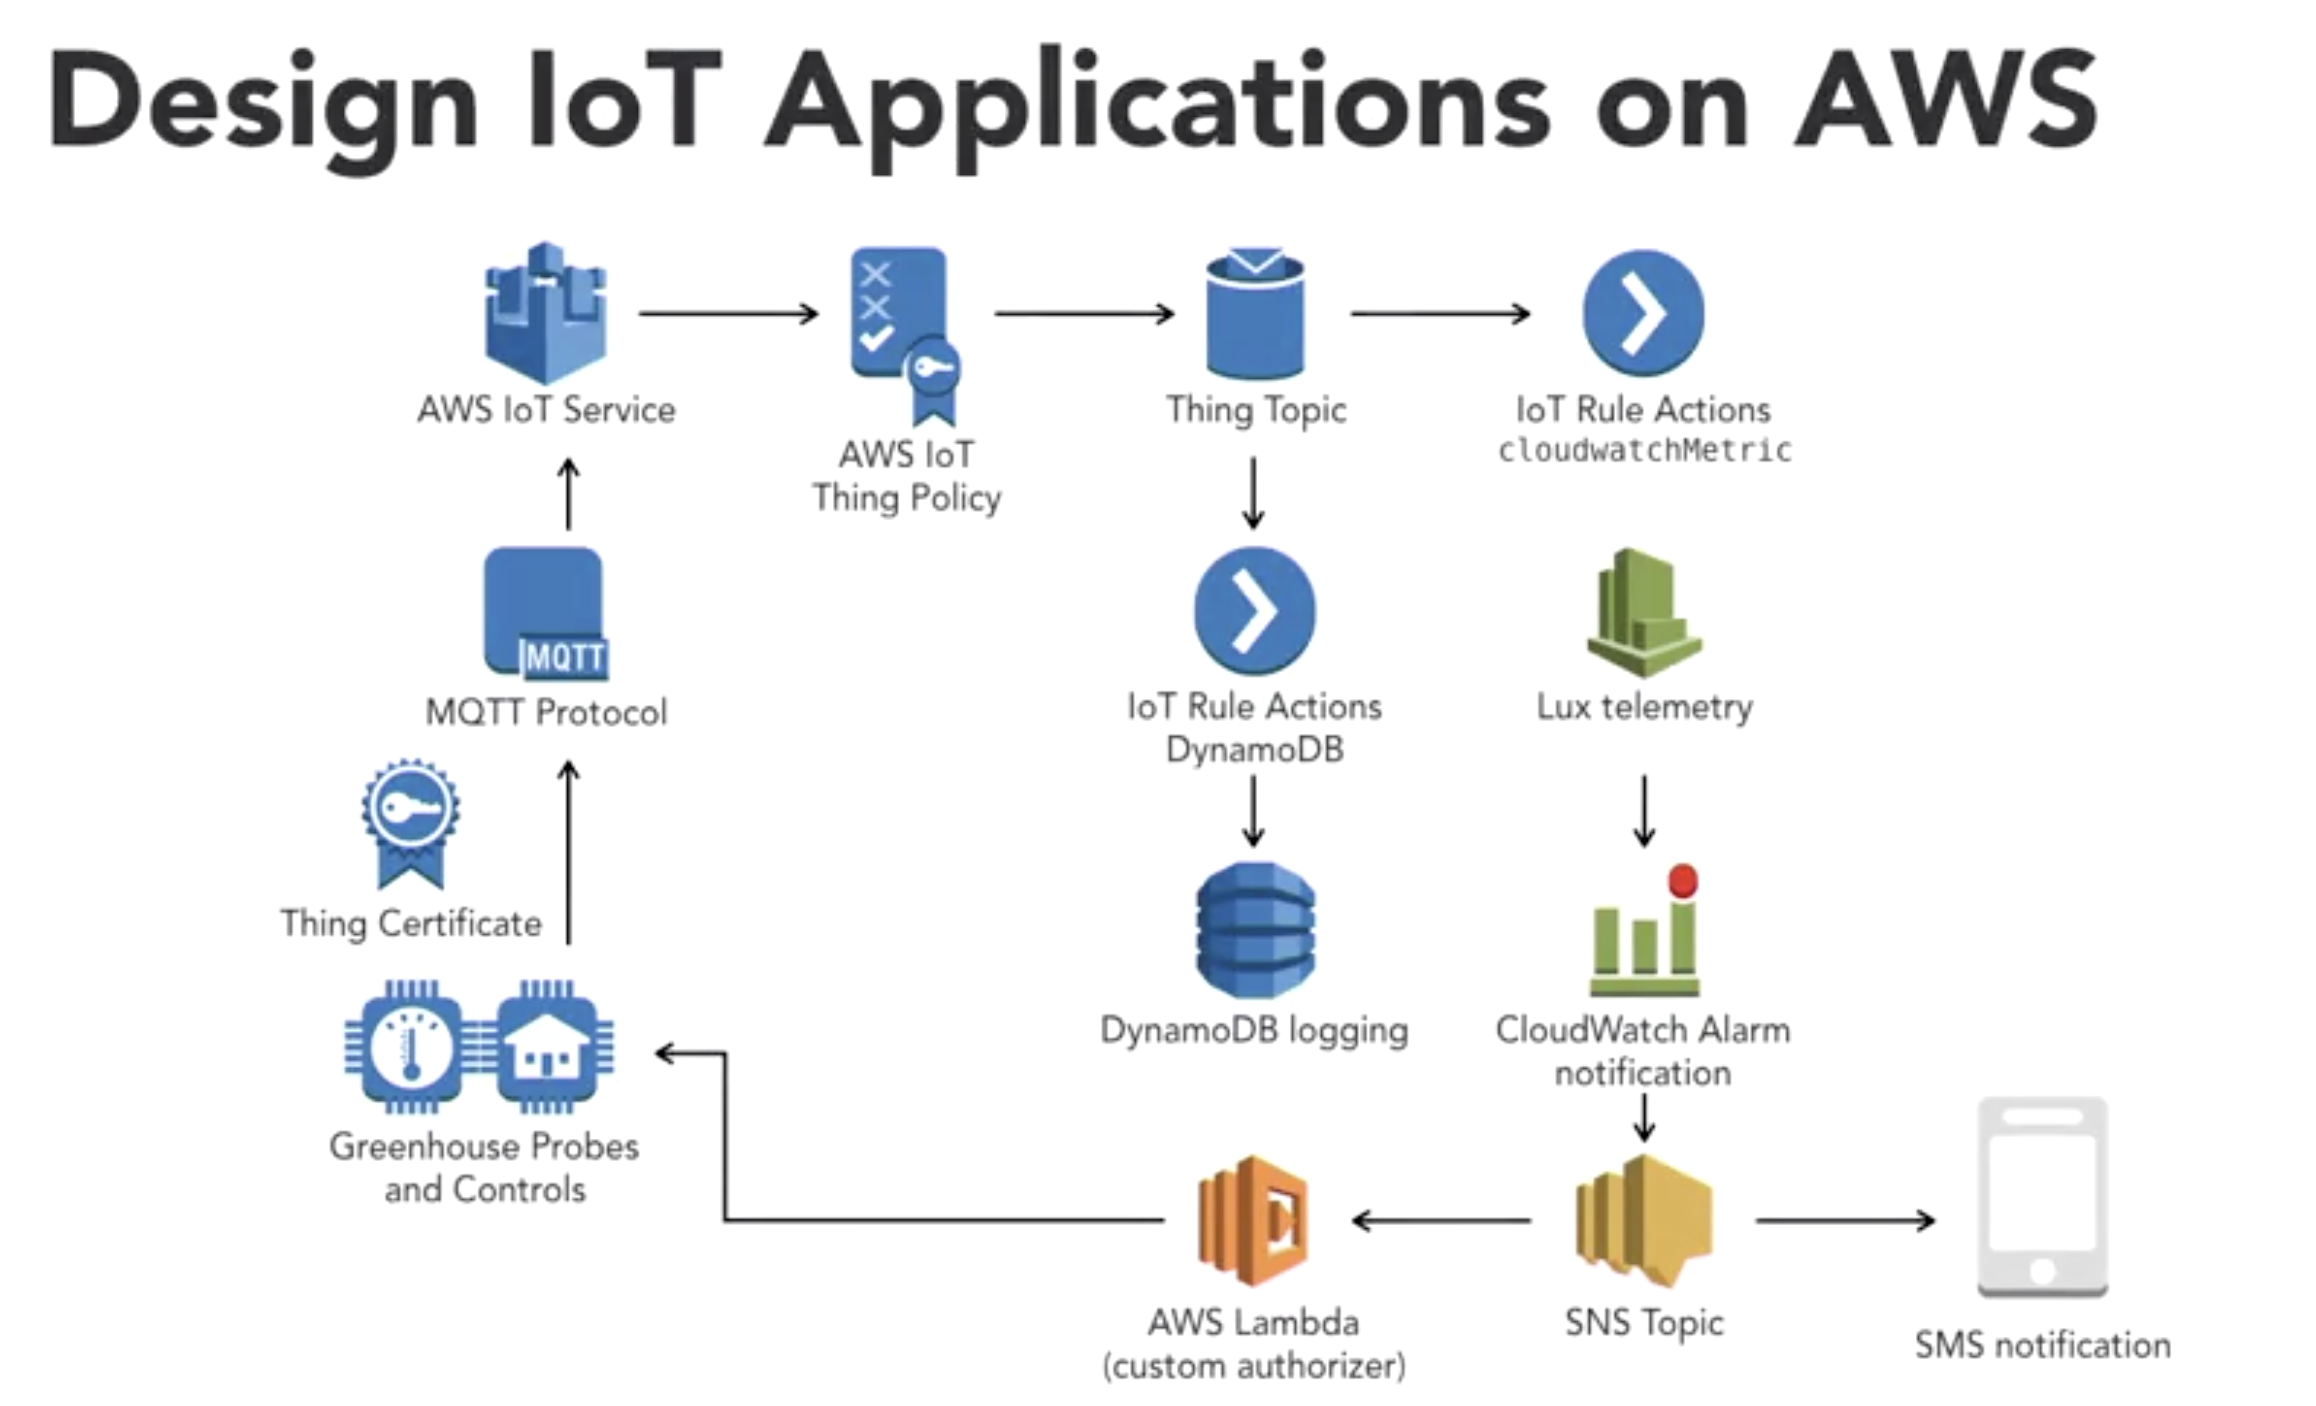 Design IoT Applications on AWS
AWS IoT Service
AWS IoT
Thing Policy
Thing Topic
IoT Rule Actions
cloudwatchMetric
MQTT
MQTT Protocol
IoT Rule Actions
DynamoDB
Lux telemetry
Thing Certificate
DynamoDB logging
CloudWatch Alarm
notification
Greenhouse Probes
and Controls
AWS Lambda
(custom authorizer)
SNS Topic
SMS notification